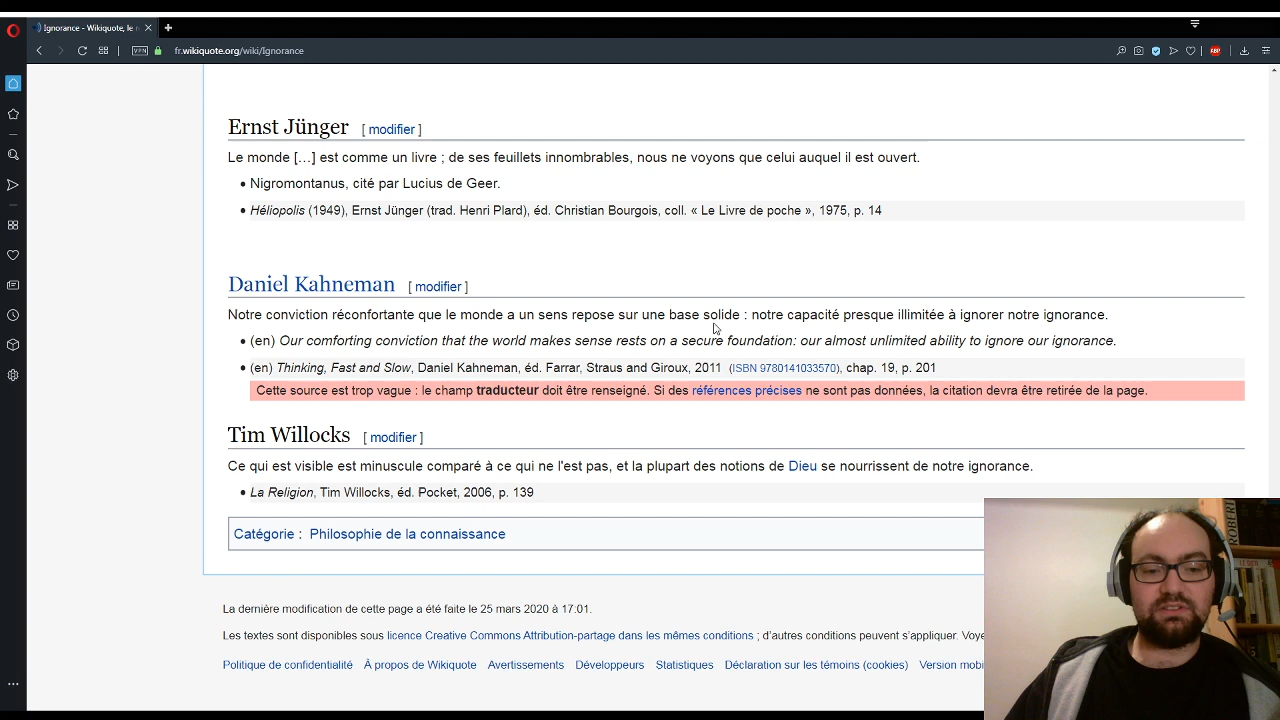 Ignorance - Wikiquote, le r
VPN
fr.wikiquote.org/wiki/Ignorance
ABP
Ernst Jünger [ modifier ]
Le monde […] est comme un livre ; de ses feuillets innombrables, nous ne voyons que celui auquel il est ouvert.
• Nigromontanus, cité par Lucius de Geer.
• Héliopolis (1949), Ernst Jünger (trad. Henri Plard), éd. Christian Bourgois, coll. « Le Livre de poche », 1975, p. 14
Daniel Kahneman [ modifier ]
Notre conviction réconfortante que le monde a un sens repose sur une base solide : notre capacité presque illimitée à ignorer notre ignorance.
• (en) Our comforting conviction that the world makes sense rests on a secure foundation: our almost unlimited ability to ignore our ignorance.
• (en) Thinking, Fast and Slow, Daniel Kahneman, éd. Farrar, Straus and Giroux, 2011 (ISBN 9780141033570), chap. 19, p. 201
Cette source est trop vague : le champ traducteur doit être renseigné. Si des références précises ne sont pas données, la citation devra être retirée de la page.
Tim Willocks [ modifier ]
Ce qui est visible est minuscule comparé à ce qui ne l'est pas, et la plupart des notions de Dieu se nourrissent de notre ignorance.
• La Religion, Tim Willocks, éd. Pocket, 2006, p. 139
Catégorie : Philosophie de la connaissance
La dernière modification de cette page a été faite le 25 mars 2020 à 17:01.
Les textes sont disponibles sous licence Creative Commons Attribution-partage dans les mêmes conditions ; d'autres conditions peuvent s'appliquer. Voye
Politique de confidentialité À propos de Wikiquote Avertissements Développeurs Statistiques Déclaration sur les témoins (cookies) Version mobi
ROBERT